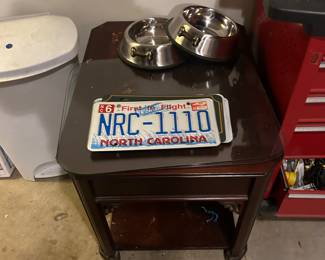 6
First in Flight
NRC-1110
NORTH CAROLINA